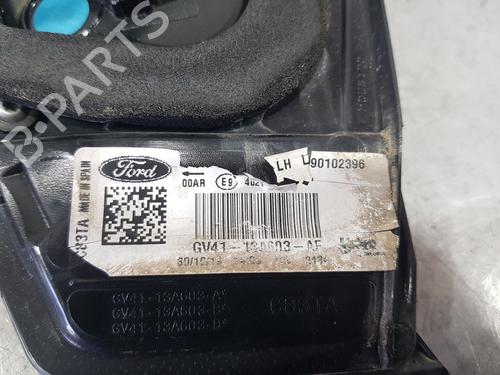 B-PARTS
Ford
00AR
E9
LH
90102396
C83TA MADE IN SPAIN
GV41-13A603-AF
GV41-13A603-A*
GV41-13A603-B*
GV41-13A603-D*
C83TA